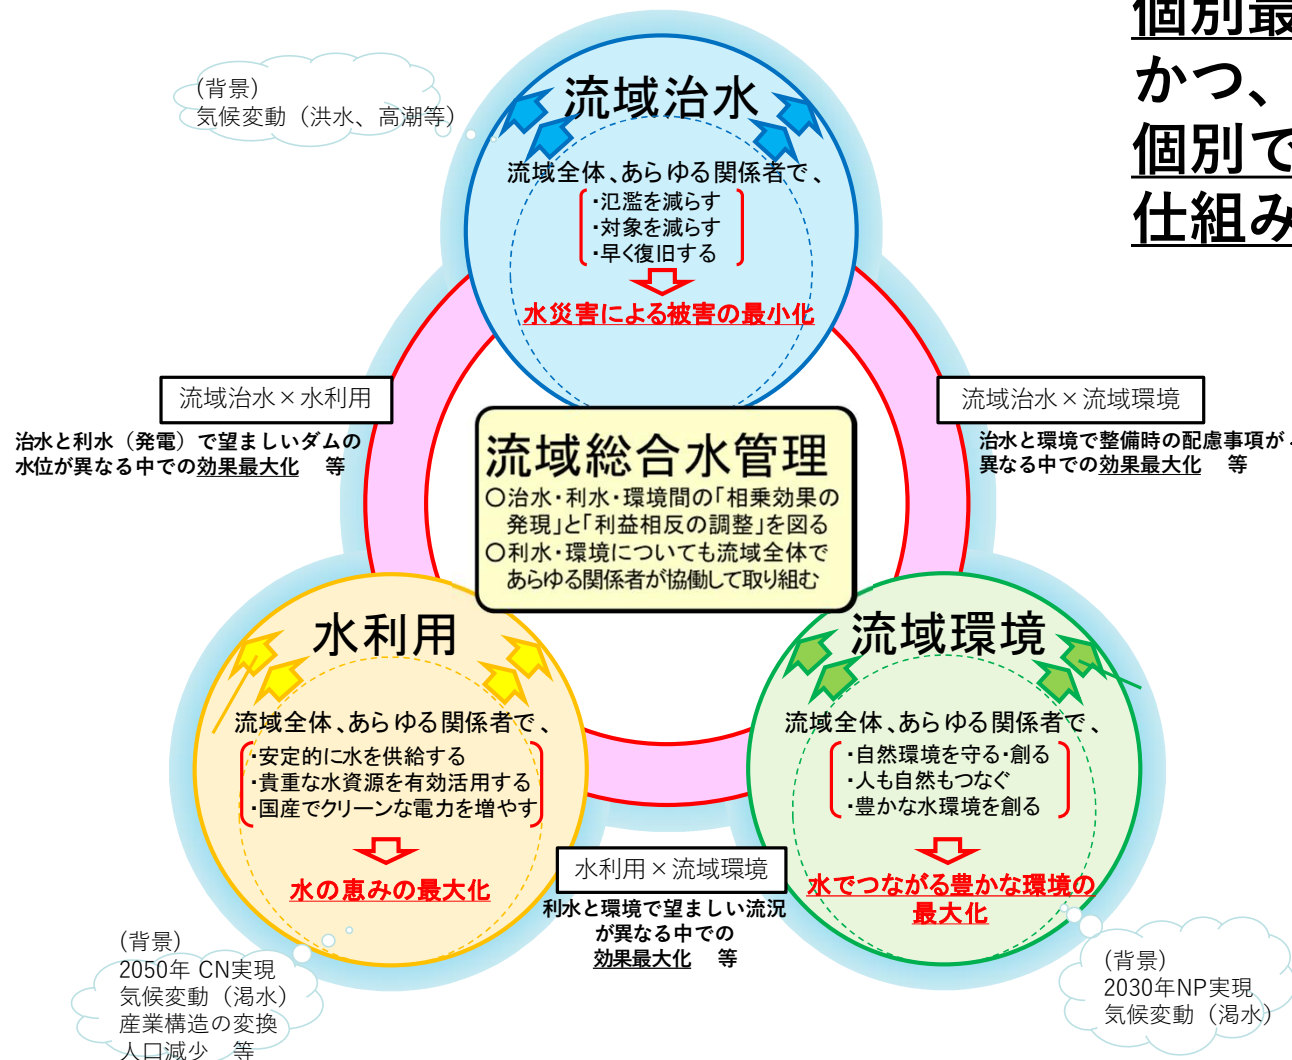 個別最
かつ、
個別で
仕組み
(背景)
気候変動（洪水、高潮等）
流域治水
流域全体、あらゆる関係者で、
・氾濫を減らす
・対象を減らす
・早く復旧する
水災害による被害の最小化
流域治水×水利用
治水と利水（発電）で望ましいダムの
水位が異なる中での効果最大化　等
流域治水×流域環境
治水と環境で整備時の配慮事項が
異なる中での効果最大化　等
流域総合水管理
○治水・利水・環境間の「相乗効果の
発現」と「利益相反の調整」を図る
○利水・環境についても流域全体で
あらゆる関係者が協働して取り組む
水利用
流域全体、あらゆる関係者で、
・安定的に水を供給する
・貴重な水資源を有効活用する
・国産でクリーンな電力を増やす
水の恵みの最大化
流域環境
流域全体、あらゆる関係者で、
・自然環境を守る・創る
・人も自然もつなぐ
・豊かな水環境を創る
水でつながる豊かな環境の
最大化
水利用×流域環境
利水と環境で望ましい流況
が異なる中での
効果最大化　等
(背景)
2050年 CN実現
気候変動（渇水）
産業構造の変換
人口減少　等
(背景)
2030年NP実現
気候変動（渇水）